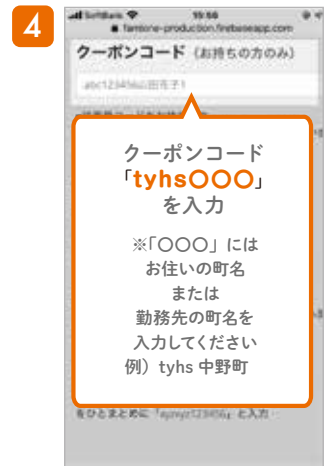 4
SoftBank 15:56
famione-production.firebaseapp.com
クーポンコード（お持ちの方のみ）
abc123456山田花子1
クーポンコード
「tyhs〇〇〇」
を入力
※「〇〇〇」には
お住いの町名
または
勤務先の町名を
入力してください
例）tyhs 中野町
をひとまとめに
と入力